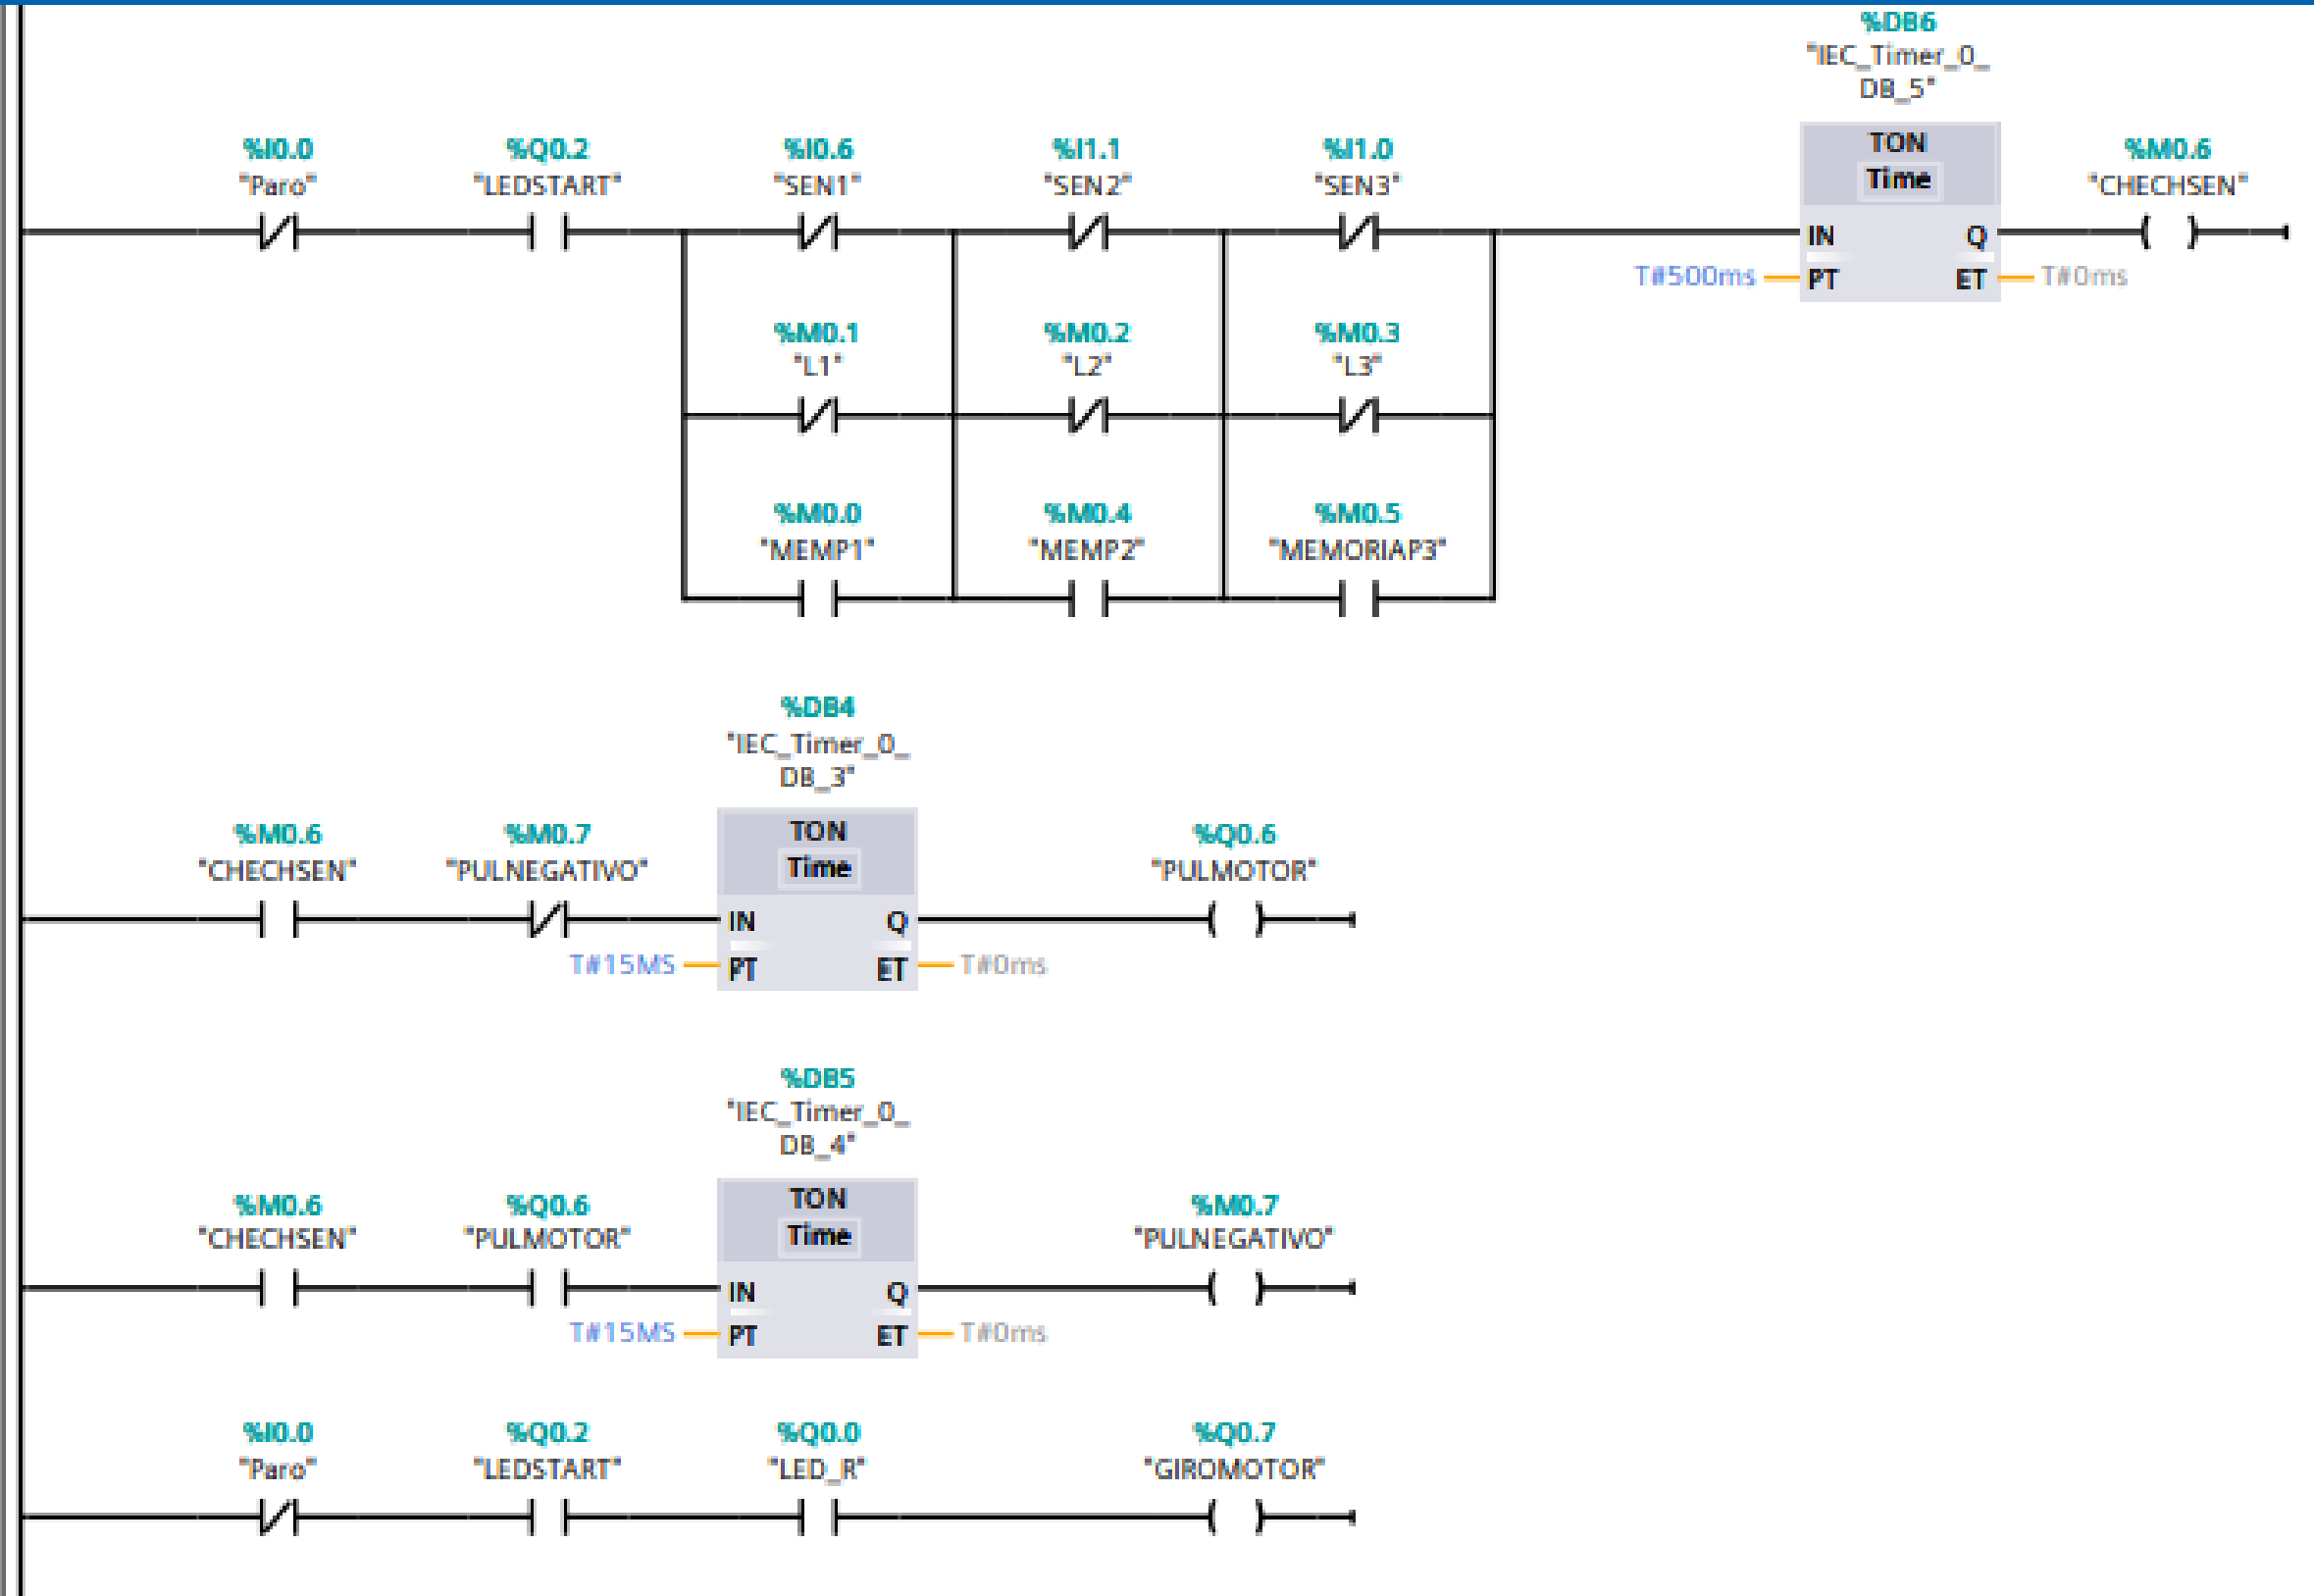 %DB6
"IEC_Timer_0_
DB_5"
%I0.0 %Q0.2 %I0.6 %I1.1 %I1.0 TON %M0.6
"Paro" "LEDSTART" "SEN1" "SEN2" "SEN3" Time "CHECHSEN"
IN Q
T#500ms PT ET T#0ms
%M0.1 %M0.2 %M0.3
"L1" "L2" "L3"
%M0.0 %M0.4 %M0.5
"MEMP1" "MEMP2" "MEMORIAP3"
%DB4
"IEC_Timer_0_
DB_3"
%M0.6 %M0.7 TON %Q0.6
"CHECHSEN" "PULNEGATIVO" Time "PULMOTOR"
IN Q
T#15MS PT ET T#0ms
%DB5
"IEC_Timer_0_
DB_4"
%M0.6 %Q0.6 TON %M0.7
"CHECHSEN" "PULMOTOR" Time "PULNEGATIVO"
IN Q
T#15MS PT ET T#0ms
%I0.0 %Q0.2 %Q0.0 %Q0.7
"Paro" "LEDSTART" "LED_R" "GIROMOTOR"